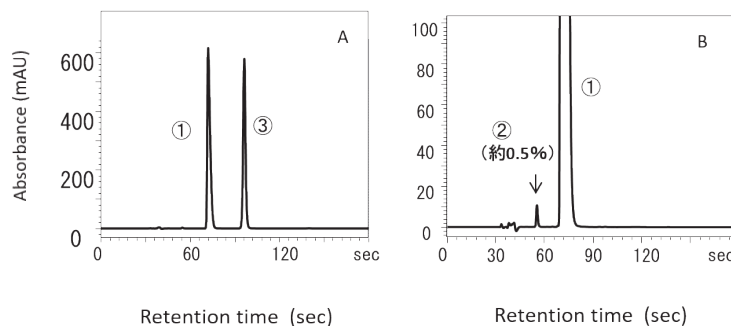 A
Absorbance (mAU)
600
400
200
0
①
③
0
60
120
sec
Retention time (sec)
B
100
80
60
40
20
0
②
(約0.5%)
↓
①
0
30
60
90
120
sec
Retention time (sec)